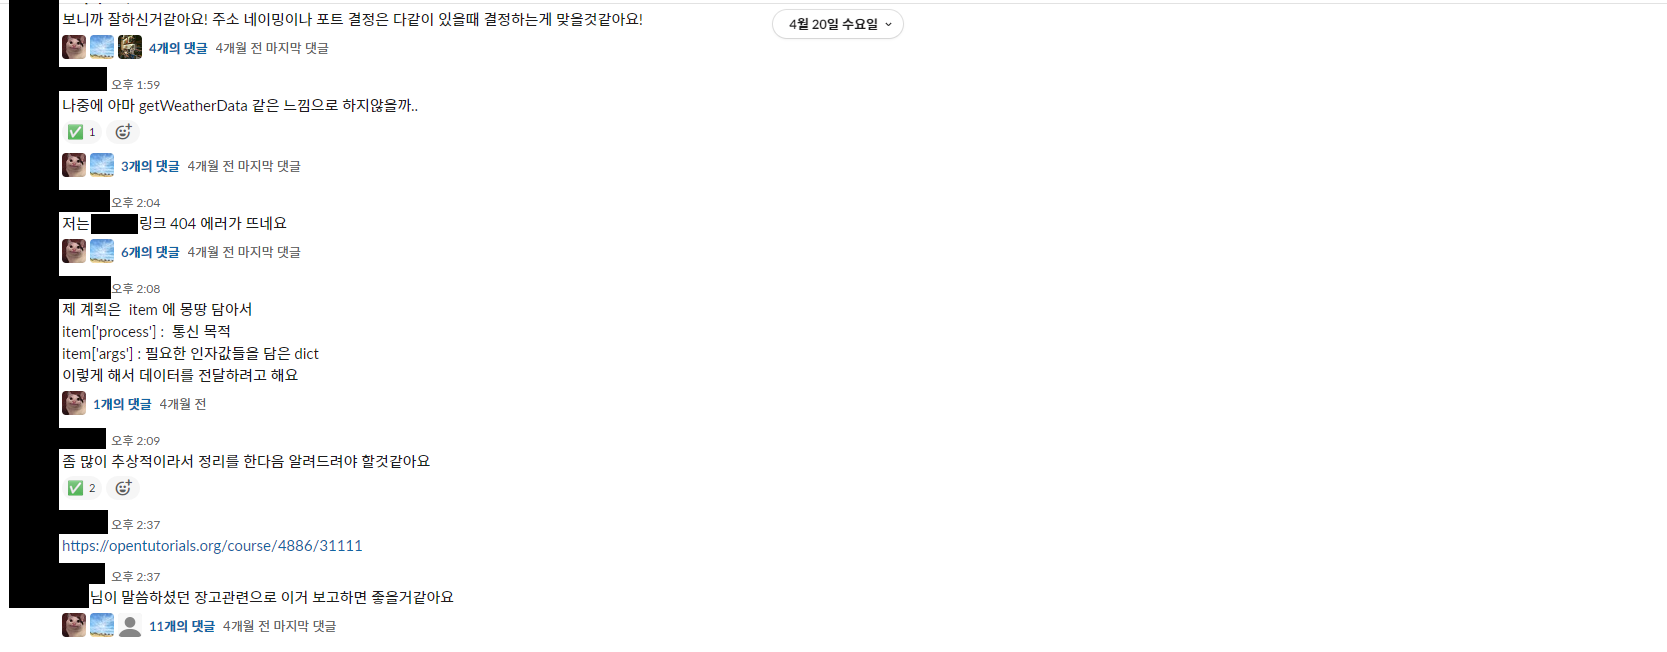 보니까 잘하신거같아요! 주소 네이밍이나 포트 결정은 다같이 있을때 결정하는게 맞을것같아요!
4월 20일 수요일
4개의 댓글 4개월 전 마지막 댓글
오후 1:59
나중에 아마 getWeatherData 같은 느낌으로 하지않을까..
1
3개의 댓글 4개월 전 마지막 댓글
오후 2:04
저는 링크 404 에러가 뜨네요
6개의 댓글 4개월 전 마지막 댓글
오후 2:08
제 계획은 item 에 몽땅 담아서
item['process'] : 통신 목적
item['args'] : 필요한 인자값들을 담은 dict
이렇게 해서 데이터를 전달하려고 해요
1개의 댓글 4개월 전
오후 2:09
좀 많이 추상적이라서 정리를 한다음 알려드려야 할것같아요
2
오후 2:37
https://opentutorials.org/course/4886/31111
오후 2:37
님이 말씀하셨던 장고관련으로 이거 보고하면 좋을거같아요
11개의 댓글 4개월 전 마지막 댓글